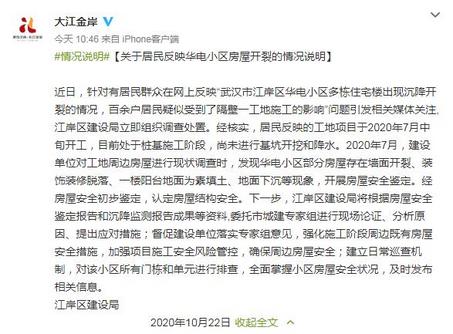 大江金岸
今天 10:46 来自 iPhone客户端
#情况说明#【关于居民反映华电小区房屋开裂的情况说明】
近日，针对有居民群众在网上反映“武汉市江岸区华电小区多栋住宅楼出现沉降开
裂的情况，百余户居民疑似受到了隔壁一工地施工的影响”问题引发相关媒体关注，
江岸区建设局立即组织调查处置。经核实，居民反映的工地项目于2020年7月中
旬开工，目前处于桩基施工阶段，尚未进行基坑开挖和降水。2020年7月，建设
单位对工地周边房屋进行现状调查时，发现华电小区部分房屋存在墙面开裂、装
饰装修脱落、一楼阳台地面为素填土、地面下沉等现象，开展房屋安全鉴定。经
房屋安全初步鉴定，认定房屋结构安全。下一步，江岸区建设局将根据房屋安全
鉴定报告和沉降监测报告成果等资料，委托市城建专家组进行现场论证、分析原
因、提出应对措施；督促建设单位落实专家组意见，强化施工阶段周边既有房屋
安全措施，加强项目施工安全风险管控，确保周边房屋安全；建立日常巡查机
制，对该小区所有门栋和单元进行排查，全面掌握小区房屋安全状况，及时发布
相关信息。
江岸区建设局
2020年10月22日 收起全文